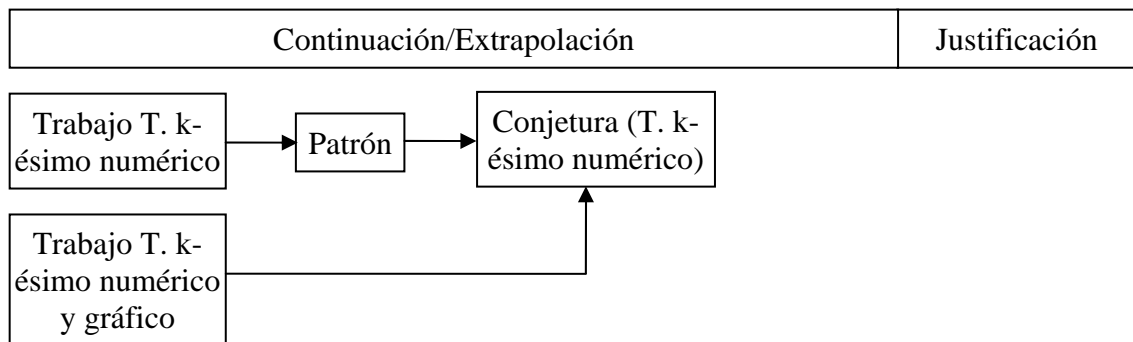 Continuación/Extrapolación
Justificación
Trabajo T. k-
ésimo numérico
Patrón
Conjetura (T. k-
ésimo numérico)
Trabajo T. k-
ésimo numérico
y gráfico